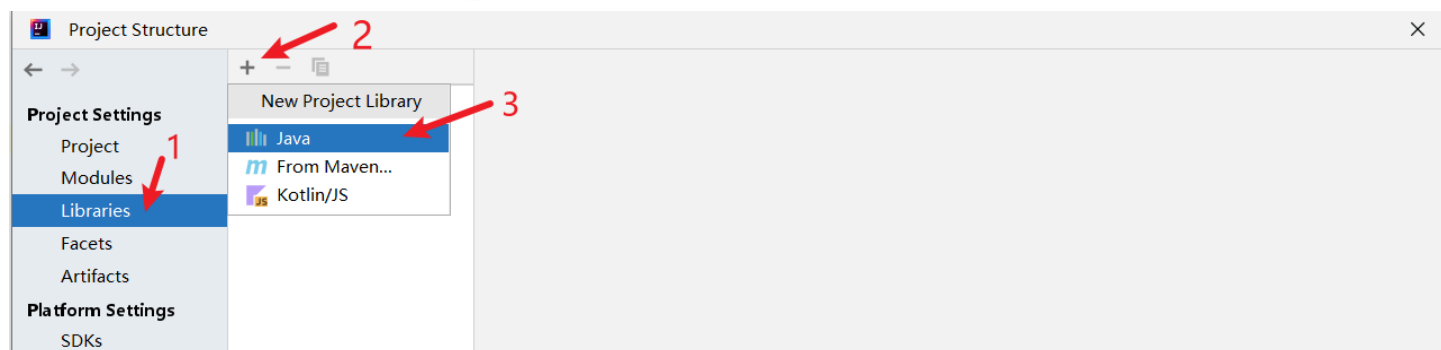 Project Structure
2
New Project Library
3
Project Settings
Java
Project
1
From Maven...
Modules
Kotlin/JS
Libraries
Facets
Artifacts
Platform Settings
SDKs